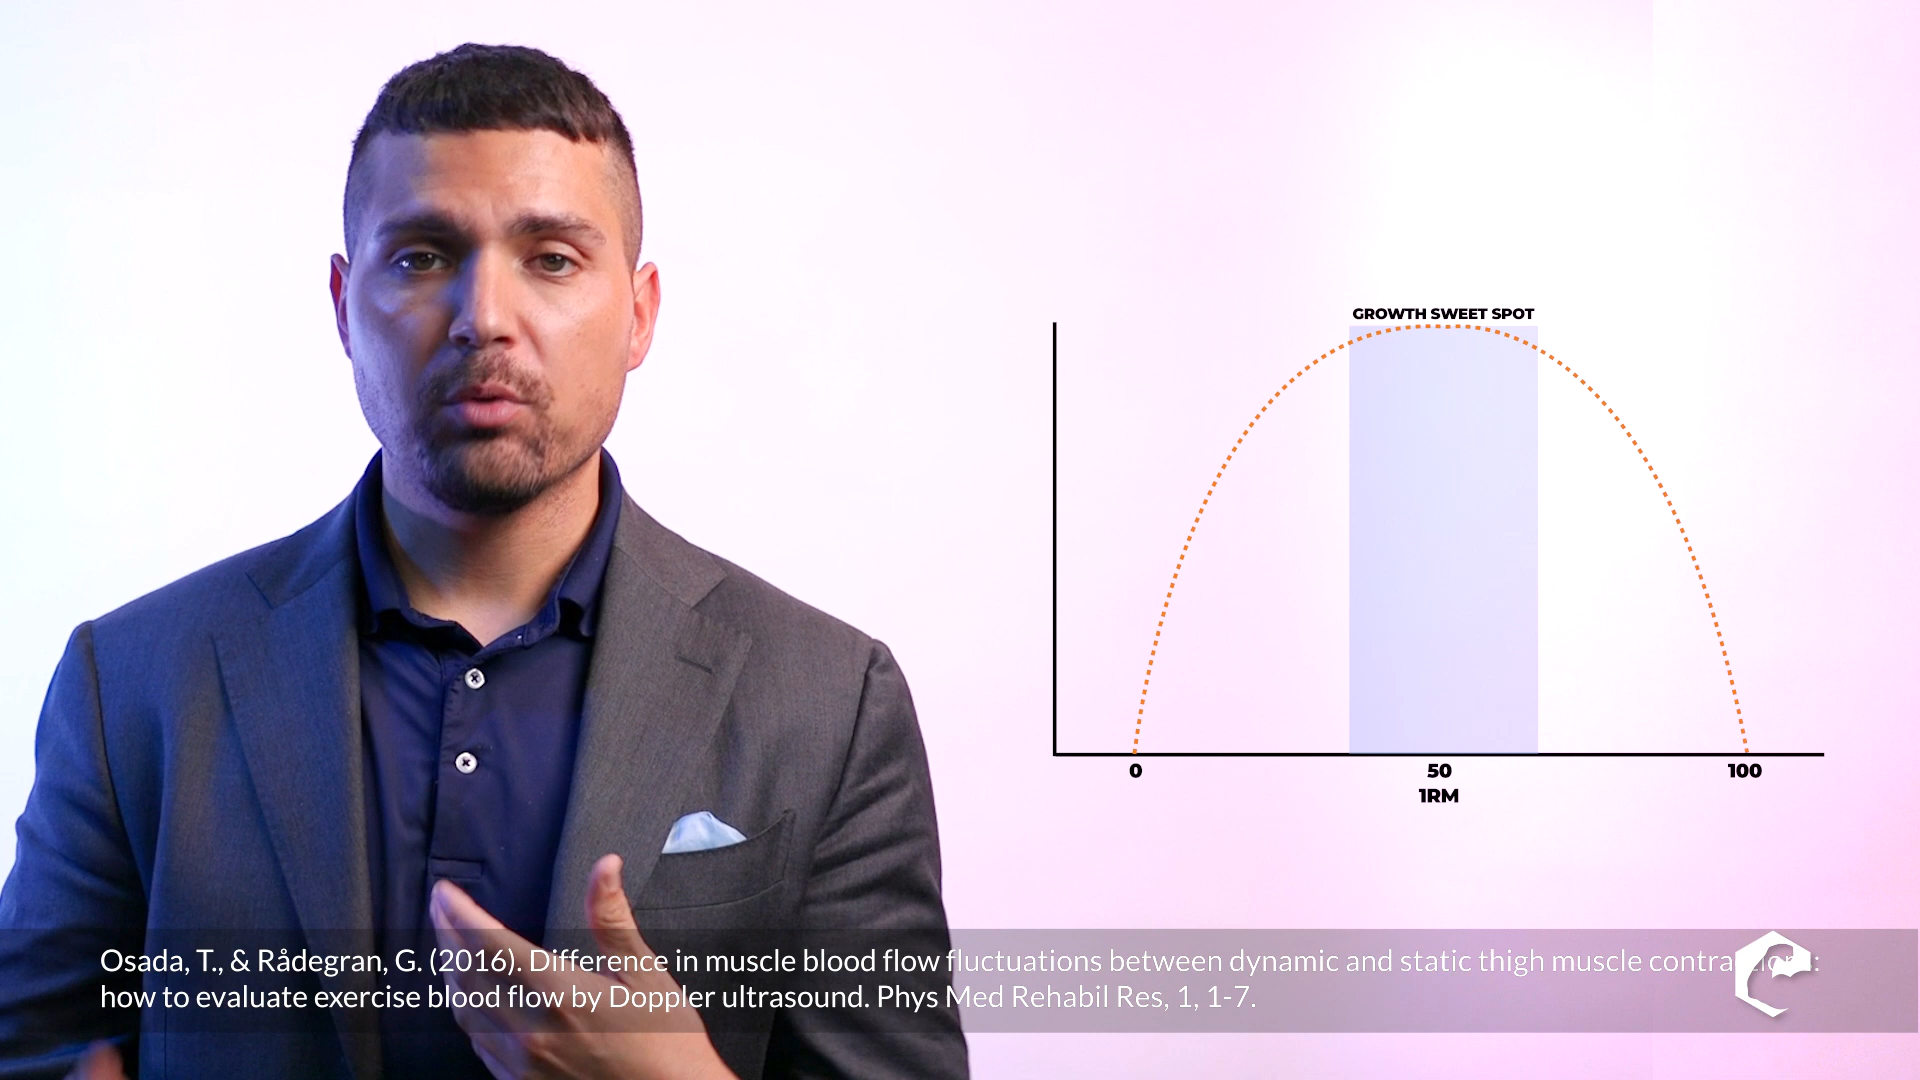 GROWTH SWEET SPOT
0
50
100
1RM
Osada, T., & Rådegran, G. (2016). Difference in muscle blood flow fluctuations between dynamic and static thigh muscle
how to evaluate exercise blood flow by Doppler ultrasound. Phys Med Rehabil Res, 1, 1-7.